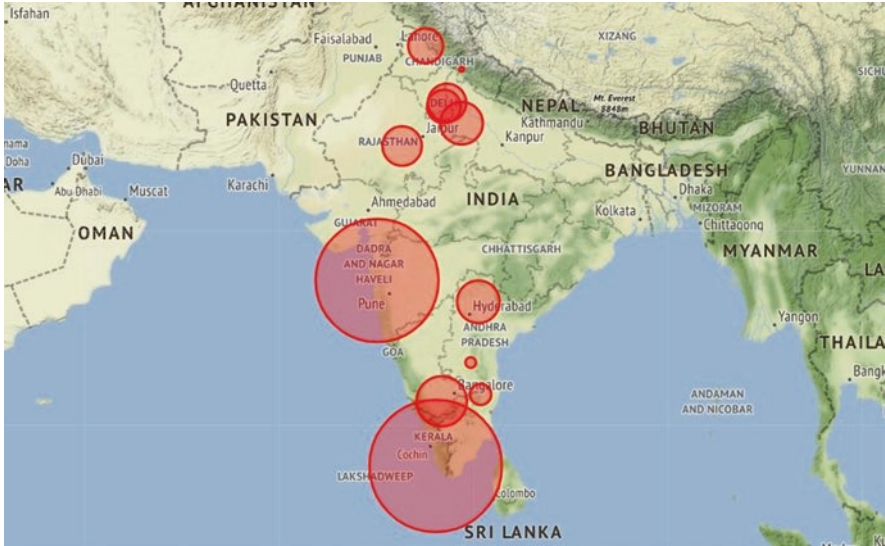 AFGHANISTAN
Isfahan
Faisalabad
Lahore
PUNJAB
CHANDIGARH
XIZANG
Quetta
DELHI
NEPAL
Mt. Everest
8848m
Kathmandu
PAKISTAN
RAJASTHAN
Jaipur
Kanpur
BHUTAN
Doha
Dubai
Abu Dhabi
Muscat
Karachi
BANGLADESH
YUNNAN
Ahmedabad
INDIA
Dhaka
Kolkata
MIZORAM
Chittagong
GUJARAT
OMAN
DADRA
AND NAGAR
HAVELI
CHHATTISGARH
MYANMAR
Pune
Hyderabad
Yangon
ANDHRA
PRADESH
GOA
THAILA
Bangk
Bangalore
ANDAMAN
AND NICOBAR
KERALA
Cochin
LAKSHADWEEP
Colombo
SRI LANKA